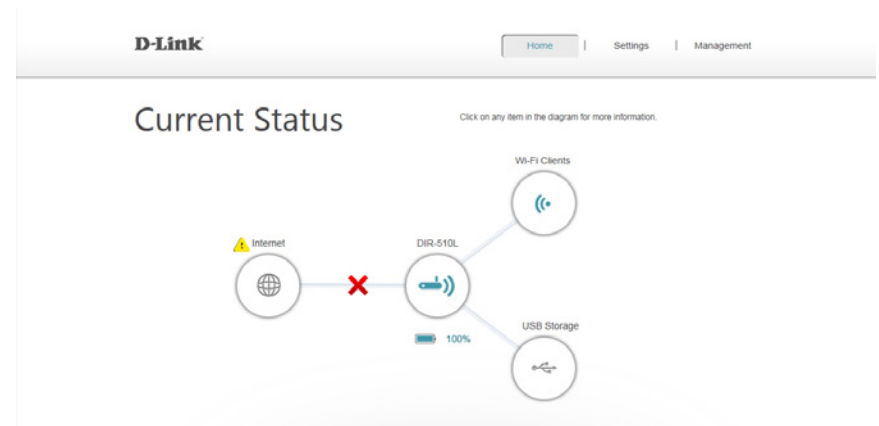 D-Link
Home | Settings | Management
Current Status
Click on any item in the diagram for more information.
Wi-Fi Clients
Internet
DIR-510L
100%
USB Storage